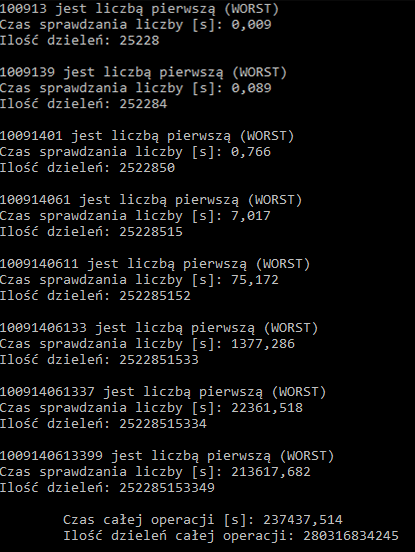 100913 jest liczbą pierwszą (WORST)
Czas sprawdzania liczby [s]: 0,009
Ilość dzieleń: 25228
1009139 jest liczbą pierwszą (WORST)
Czas sprawdzania liczby [s]: 0,089
Ilość dzieleń: 252284
10091401 jest liczbą pierwszą (WORST)
Czas sprawdzania liczby [s]: 0,766
Ilość dzieleń: 2522850
100914061 jest liczbą pierwszą (WORST)
Czas sprawdzania liczby [s]: 7,017
Ilość dzieleń: 25228515
1009140611 jest liczbą pierwszą (WORST)
Czas sprawdzania liczby [s]: 75,172
Ilość dzieleń: 252285152
10091406133 jest liczbą pierwszą (WORST)
Czas sprawdzania liczby [s]: 1377,286
Ilość dzieleń: 2522851533
100914061337 jest liczbą pierwszą (WORST)
Czas sprawdzania liczby [s]: 22361,518
Ilość dzieleń: 25228515334
1009140613399 jest liczbą pierwszą (WORST)
Czas sprawdzania liczby [s]: 213617,682
Ilość dzieleń: 252285153349
Czas całej operacji [s]: 237437,514
Ilość dzieleń całej operacji: 280316834245